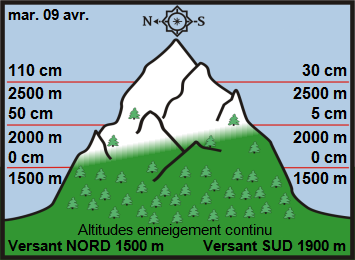 mar. 09 avr.
N S
110 cm 30 cm
2500 m 2500 m
50 cm 5 cm
2000 m 2000 m
0 cm 0 cm
1500 m 1500 m
Altitudes enneigement continu
Versant NORD 1500 m Versant SUD 1900 m